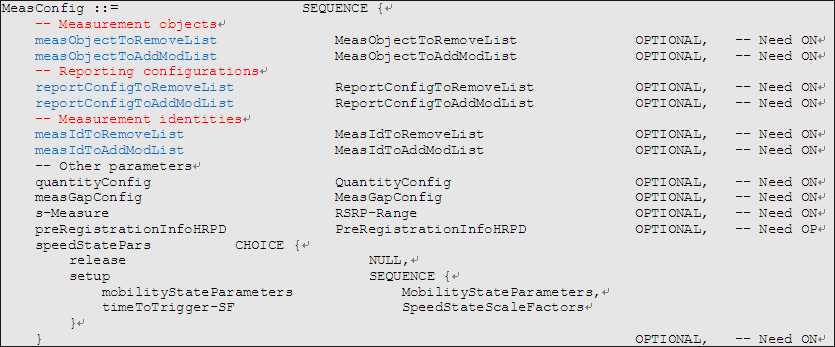 MeasConfig ::= SEQUENCE {↵
-- Measurement objects↵
measObjectToRemoveList MeasObjectToRemoveList OPTIONAL, -- Need ON↵
measObjectToAddModList MeasObjectToAddModList OPTIONAL, -- Need ON↵
-- Reporting configurations↵
reportConfigToRemoveList ReportConfigToRemoveList OPTIONAL, -- Need ON↵
reportConfigToAddModList ReportConfigToAddModList OPTIONAL, -- Need ON↵
-- Measurement identities↵
measIdToRemoveList MeasIdToRemoveList OPTIONAL, -- Need ON↵
measIdToAddModList MeasIdToAddModList OPTIONAL, -- Need ON↵
-- Other parameters↵
quantityConfig QuantityConfig OPTIONAL, -- Need ON↵
measGapConfig MeasGapConfig OPTIONAL, -- Need ON↵
s-Measure RSRP-Range OPTIONAL, -- Need ON↵
preRegistrationInfoHRPD PreRegistrationInfoHRPD OPTIONAL, -- Need OP↵
speedStatePars CHOICE {↵
release NULL,↵
setup SEQUENCE {↵
mobilityStateParameters MobilityStateParameters,↵
timeToTrigger-SF SpeedStateScaleFactors↵
}↵
} OPTIONAL, -- Need ON↵